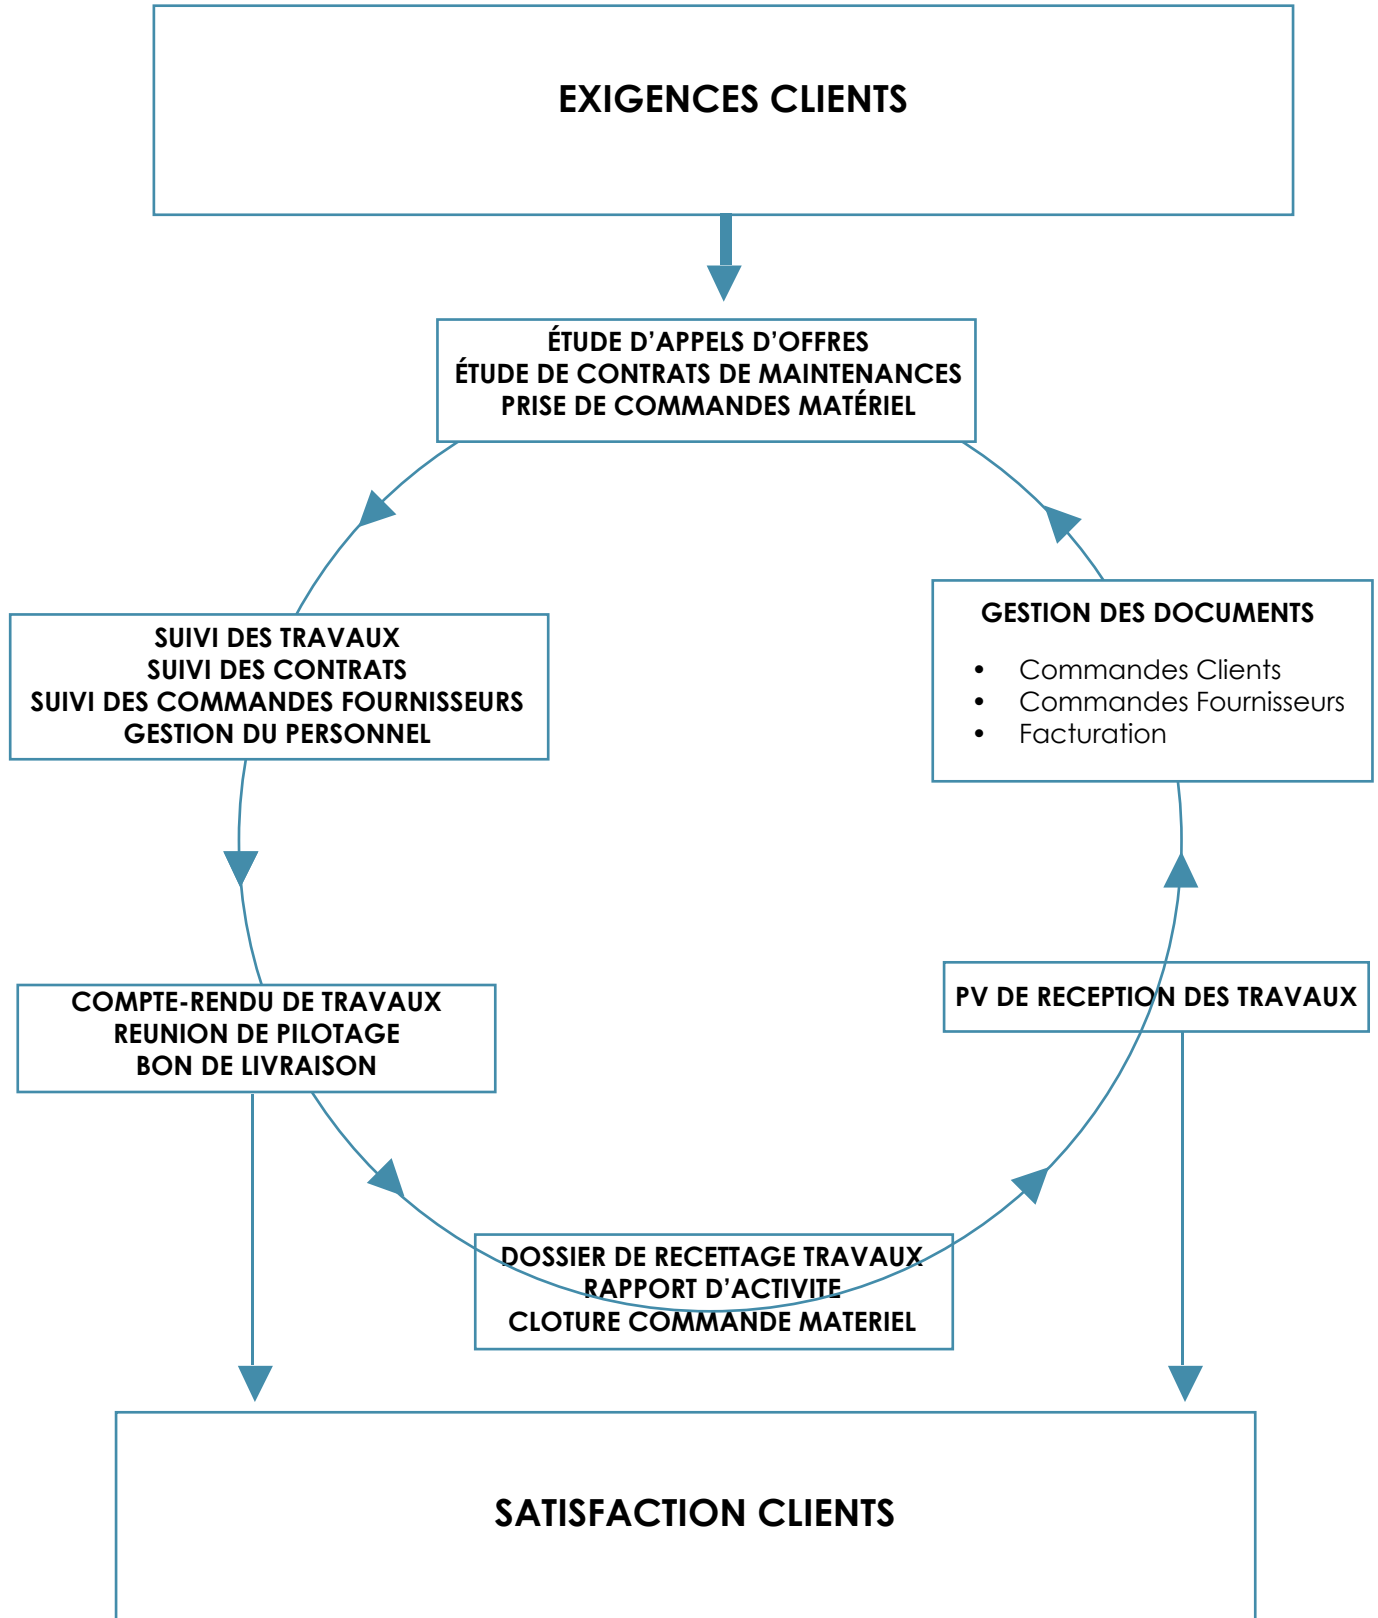 EXIGENCES CLIENTS
ÉTUDE D’APPELS D’OFFRES
ÉTUDE DE CONTRATS DE MAINTENANCES
PRISE DE COMMANDES MATÉRIEL
SUIVI DES TRAVAUX
SUIVI DES CONTRATS
SUIVI DES COMMANDES FOURNISSEURS
GESTION DU PERSONNEL
GESTION DES DOCUMENTS
• Commandes Clients
• Commandes Fournisseurs
• Facturation
COMPTE-RENDU DE TRAVAUX
REUNION DE PILOTAGE
BON DE LIVRAISON
PV DE RECEPTION DES TRAVAUX
DOSSIER DE RECETTAGE TRAVAUX
RAPPORT D’ACTIVITE
CLOTURE COMMANDE MATERIEL
SATISFACTION CLIENTS